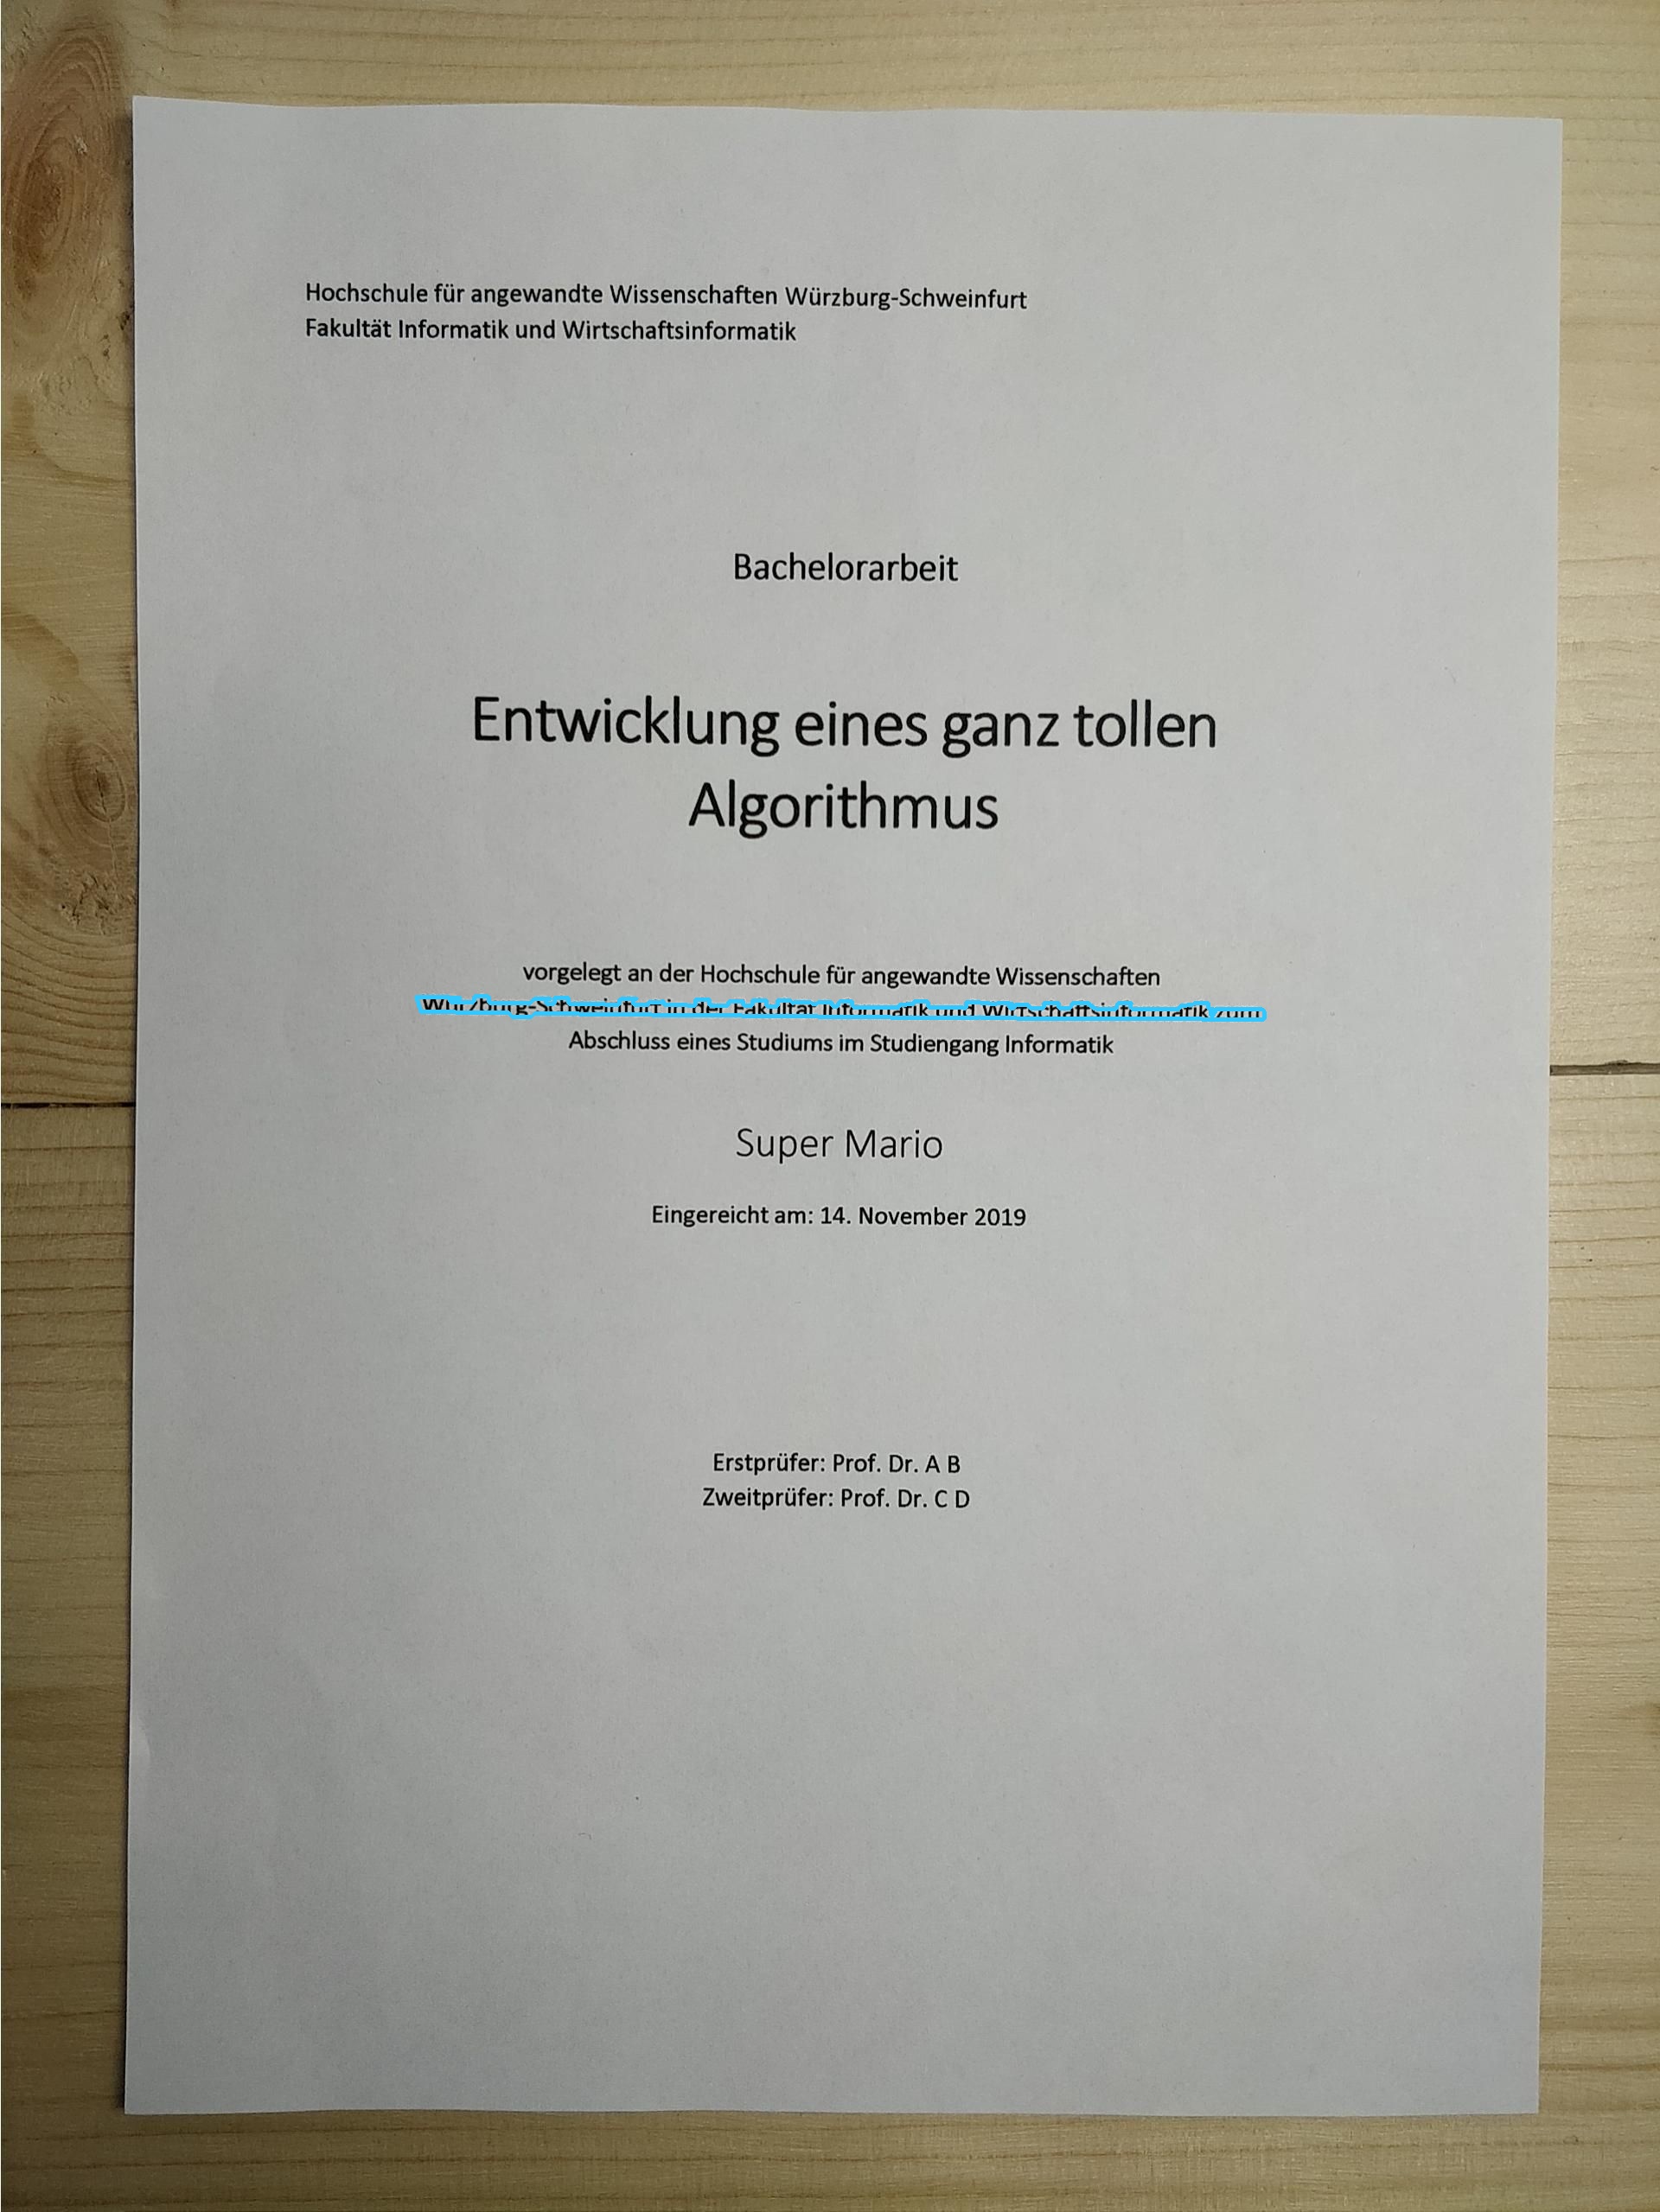 Hochschule für angewandte Wissenschaften Würzburg-Schweinfurt
Fakultät Informatik und Wirtschaftsinformatik
Bachelorarbeit
Entwicklung eines ganz tollen
Algorithmus
vorgelegt an der Hochschule für angewandte Wissenschaften
Würzburg-Schweinfurt in der Fakultät Informatik und Wirtschaftsinformatik zum
Abschluss eines Studiums im Studiengang Informatik
Super Mario
Eingereicht am: 14. November 2019
Erstprüfer: Prof. Dr. A B
Zweitprüfer: Prof. Dr. C D